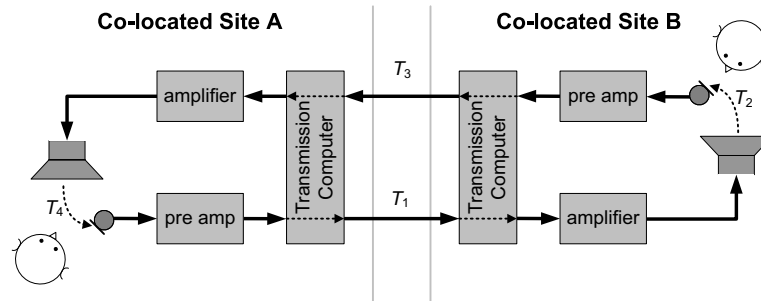 Co-located Site A
Co-located Site B
amplifier
Transmission
Computer
T3
Transmission
Computer
pre amp
T2
T4
pre amp
T1
amplifier